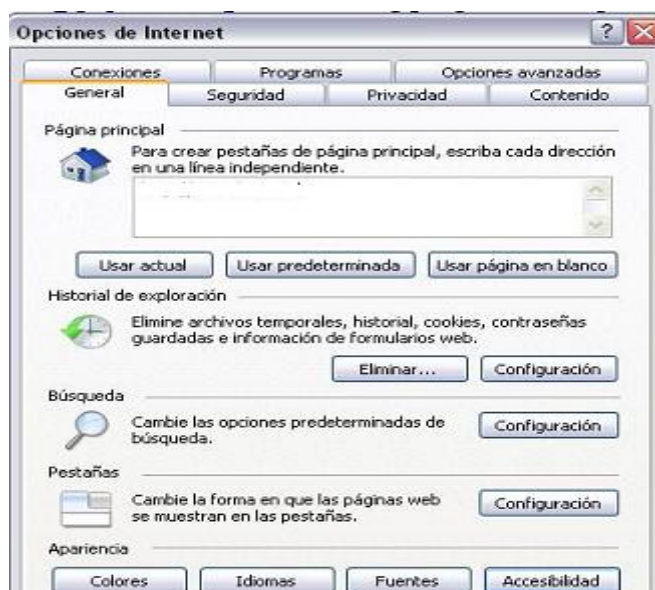 Opciones de Internet
Conexiones Programas Opciones avanzadas
General Seguridad Privacidad Contenido
Página principal
Para crear pestañas de página principal, escriba cada dirección
en una línea independiente.
Usar actual Usar predeterminada Usar página en blanco
Historial de exploración
Elimine archivos temporales, historial, cookies, contraseñas
guardadas e información de formularios web.
Eliminar... Configuración
Búsqueda
Cambie las opciones predeterminadas de
búsqueda.
Configuración
Pestañas
Cambie la forma en que las páginas web
se muestran en las pestañas.
Configuración
Apariencia
Colores Idiomas Fuentes Accesibilidad